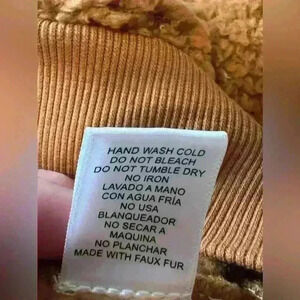 HAND WASH COLD
DO NOT BLEACH
DO NOT TUMBLE DRY
NO IRON
LAVADO A MANO
CON AGUA FRÍA
NO USA
BLANQUEADOR
NO SECAR A
MAQUINA
NO PLANCHAR
MADE WITH FAUX FUR